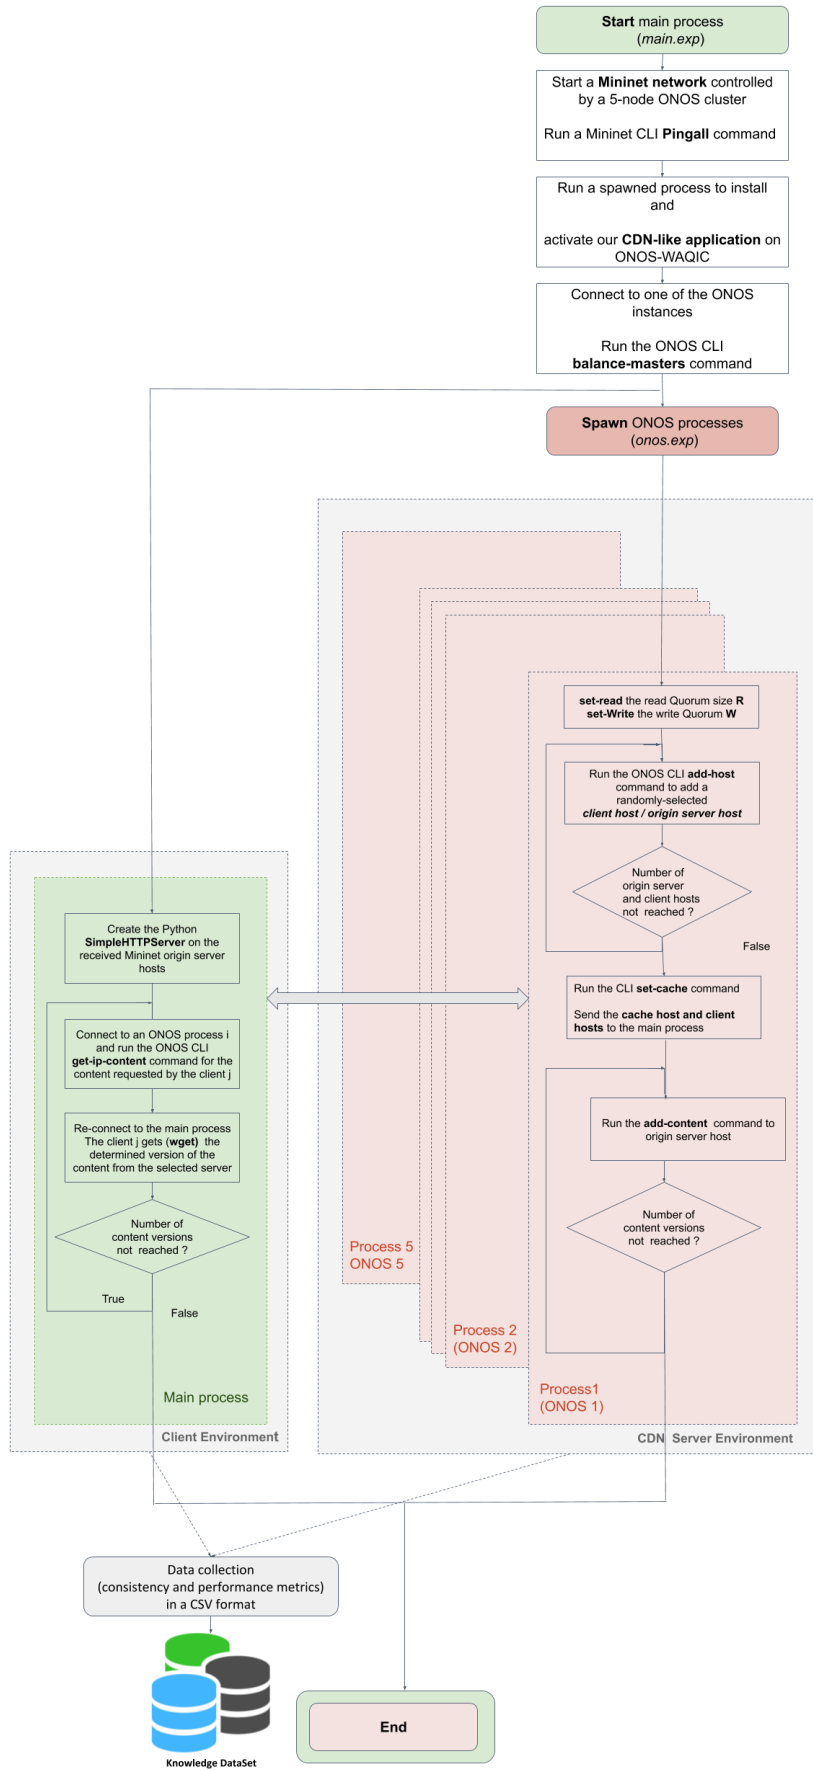 Start main process
(main.exp)
Start a Mininet network controlled
by a 5-node ONOS cluster
Run a Mininet CLI Pingall command
Run a spawned process to install
and
activate our CDN-like application on
ONOS-WAQIC
Connect to one of the ONOS
instances
Run the ONOS CLI
balance-masters command
Spawn ONOS processes
(onos.exp)
set-read the read Quorum size R
set-Write the write Quorum W
Run the ONOS CLI add-host
command to add a
randomly-selected
client host / origin server host
Number of
origin server
and client hosts
not reached ?
False
Run the CLI set-cache command
Send the cache host and client
hosts to the main process
Run the add-content command to
origin server host
Number of
content versions
not reached ?
Process 5
ONOS 5
Process 2
(ONOS 2)
Process1
(ONOS 1)
CDN Server Environment
Create the Python
SimpleHTTPServer on the
received Mininet origin server
hosts
Connect to an ONOS process i
and run the ONOS CLI
get-ip-content command for the
content requested by the client j
Re-connect to the main process
The client j gets (wget) the
determined version of the
content from the selected server
Number of
content versions
not reached ?
True
False
Main process
Client Environment
Data collection
(consistency and performance metrics)
in a CSV format
Knowledge DataSet
End